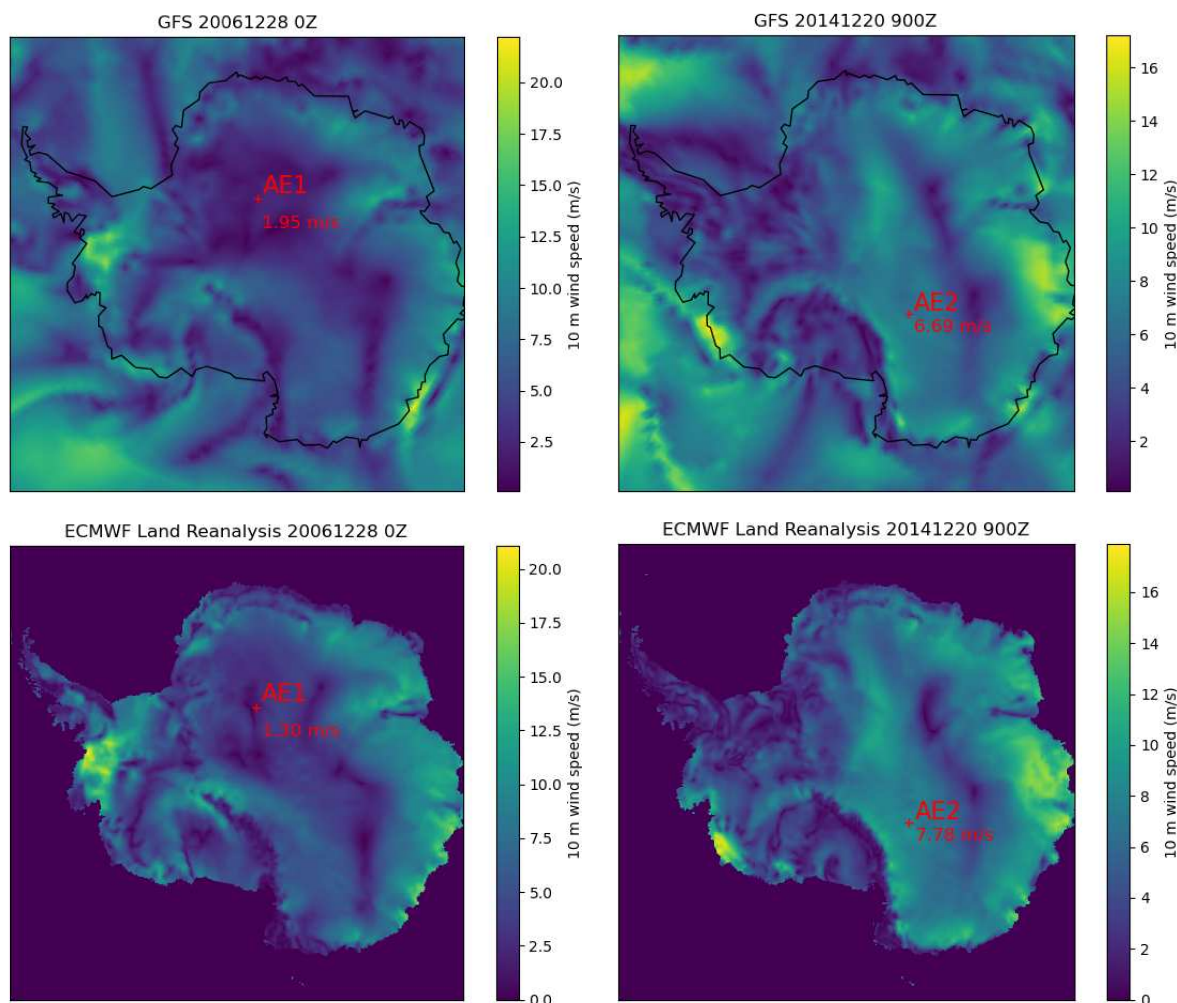 GFS 20061228 0Z
AE1
1.95 m/s
20.0
17.5
15.0
12.5
10.0
7.5
5.0
2.5
10 m wind speed (m/s)
GFS 20141220 900Z
AE2
6.69 m/s
16
14
12
10
8
6
4
2
10 m wind speed (m/s)
ECMWF Land Reanalysis 20061228 0Z
AE1
1.30 m/s
20.0
17.5
15.0
12.5
10.0
7.5
5.0
2.5
0.0
10 m wind speed (m/s)
ECMWF Land Reanalysis 20141220 900Z
AE2
7.78 m/s
16
14
12
10
8
6
4
2
0
10 m wind speed (m/s)